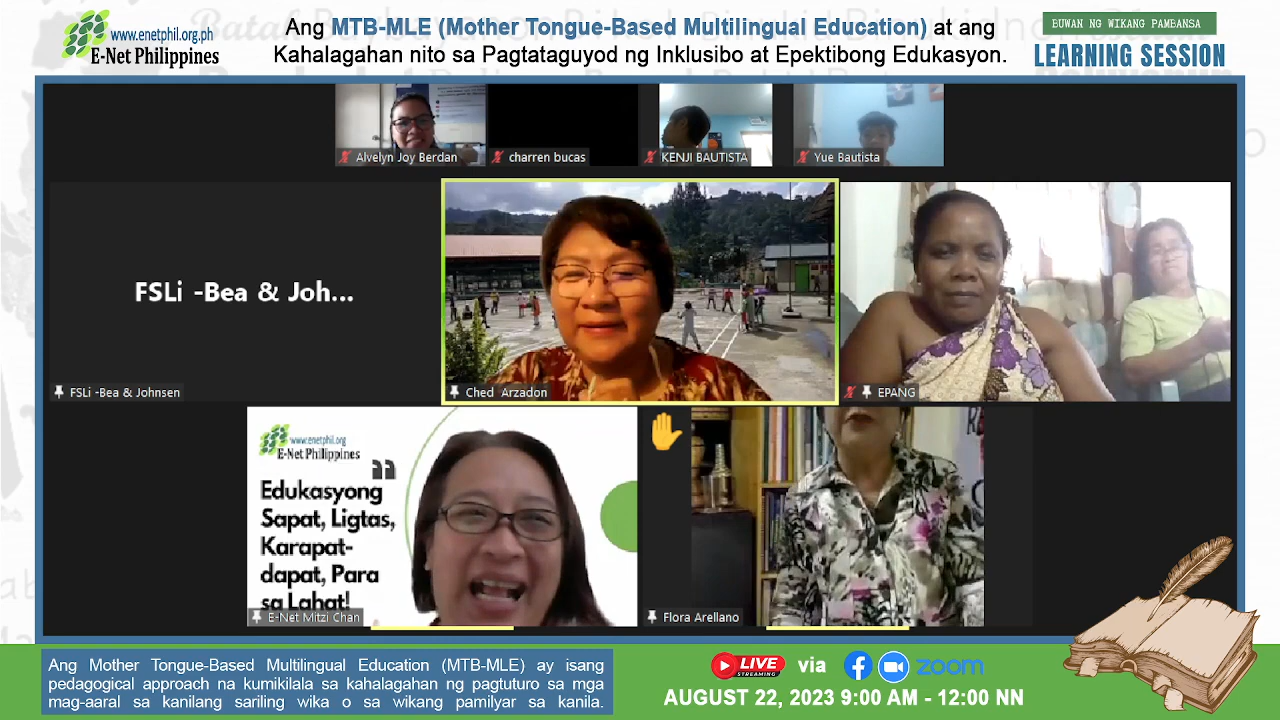 www.enetphil.org.ph
E-Net Philippines
Ang MTB-MLE (Mother Tongue-Based Multilingual Education) at ang
Kahalagahan nito sa Pagtataguyod ng Inklusibo at Epektibong Edukasyon.
BUWAN NG WIKANG PAMBANSA
LEARNING SESSION
Alvelyn Joy Berdan
charren bucas
KENJI BAUTISTA
Yue Bautista
FSLi -Bea & Joh...
FSLi -Bea & Johnsen
Ched Arzadon
EPANG
www.enetphil.org
E-Net Philippines
Edukasyong
Sapat, Ligtas,
Karapat-
dapat, Para
sa Lahat!
E-Net Mitzi Chan
Flora Arellano
Ang Mother Tongue-Based Multilingual Education (MTB-MLE) ay isang
pedagogical approach na kumikilala sa kahalagahan ng pagtuturo sa mga
mag-aaral sa kanilang sariling wika o sa wikang pamilyar sa kanila.
LIVE
STREAMING
via
zoom
AUGUST 22, 2023 9:00 AM - 12:00 NN